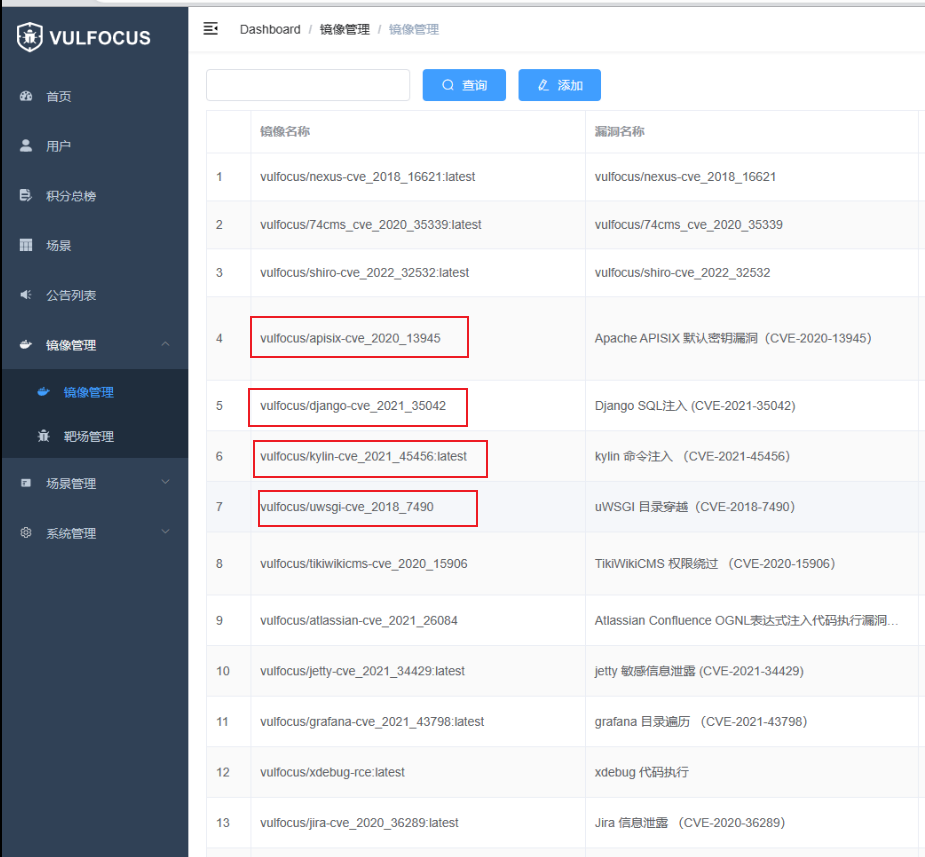 VULFOCUS
Dashboard / 镜像管理 / 镜像管理
首页
用户
积分总榜
场景
公告列表
镜像管理
镜像管理
靶场管理
场景管理
系统管理
查询 添加
镜像名称 漏洞名称
1 vulfocus/nexus-cve_2018_16621:latest vulfocus/nexus-cve_2018_16621
2 vulfocus/74cms_cve_2020_35339:latest vulfocus/74cms_cve_2020_35339
3 vulfocus/shiro-cve_2022_32532:latest vulfocus/shiro-cve_2022_32532
4 vulfocus/apisix-cve_2020_13945 Apache APISIX 默认密钥漏洞（CVE-2020-13945）
5 vulfocus/django-cve_2021_35042 Django SQL注入 (CVE-2021-35042)
6 vulfocus/kylin-cve_2021_45456:latest kylin 命令注入 （CVE-2021-45456）
7 vulfocus/uwsgi-cve_2018_7490 uWSGI 目录穿越（CVE-2018-7490）
8 vulfocus/tikiwikicms-cve_2020_15906 TikiWikiCMS 权限绕过 （CVE-2020-15906）
9 vulfocus/atlassian-cve_2021_26084 Atlassian Confluence OGNL表达式注入代码执行漏洞...
10 vulfocus/jetty-cve_2021_34429:latest jetty 敏感信息泄露 (CVE-2021-34429)
11 vulfocus/grafana-cve_2021_43798:latest grafana 目录遍历 （CVE-2021-43798）
12 vulfocus/xdebug-rce:latest xdebug 代码执行
13 vulfocus/jira-cve_2020_36289:latest Jira 信息泄露 （CVE-2020-36289）